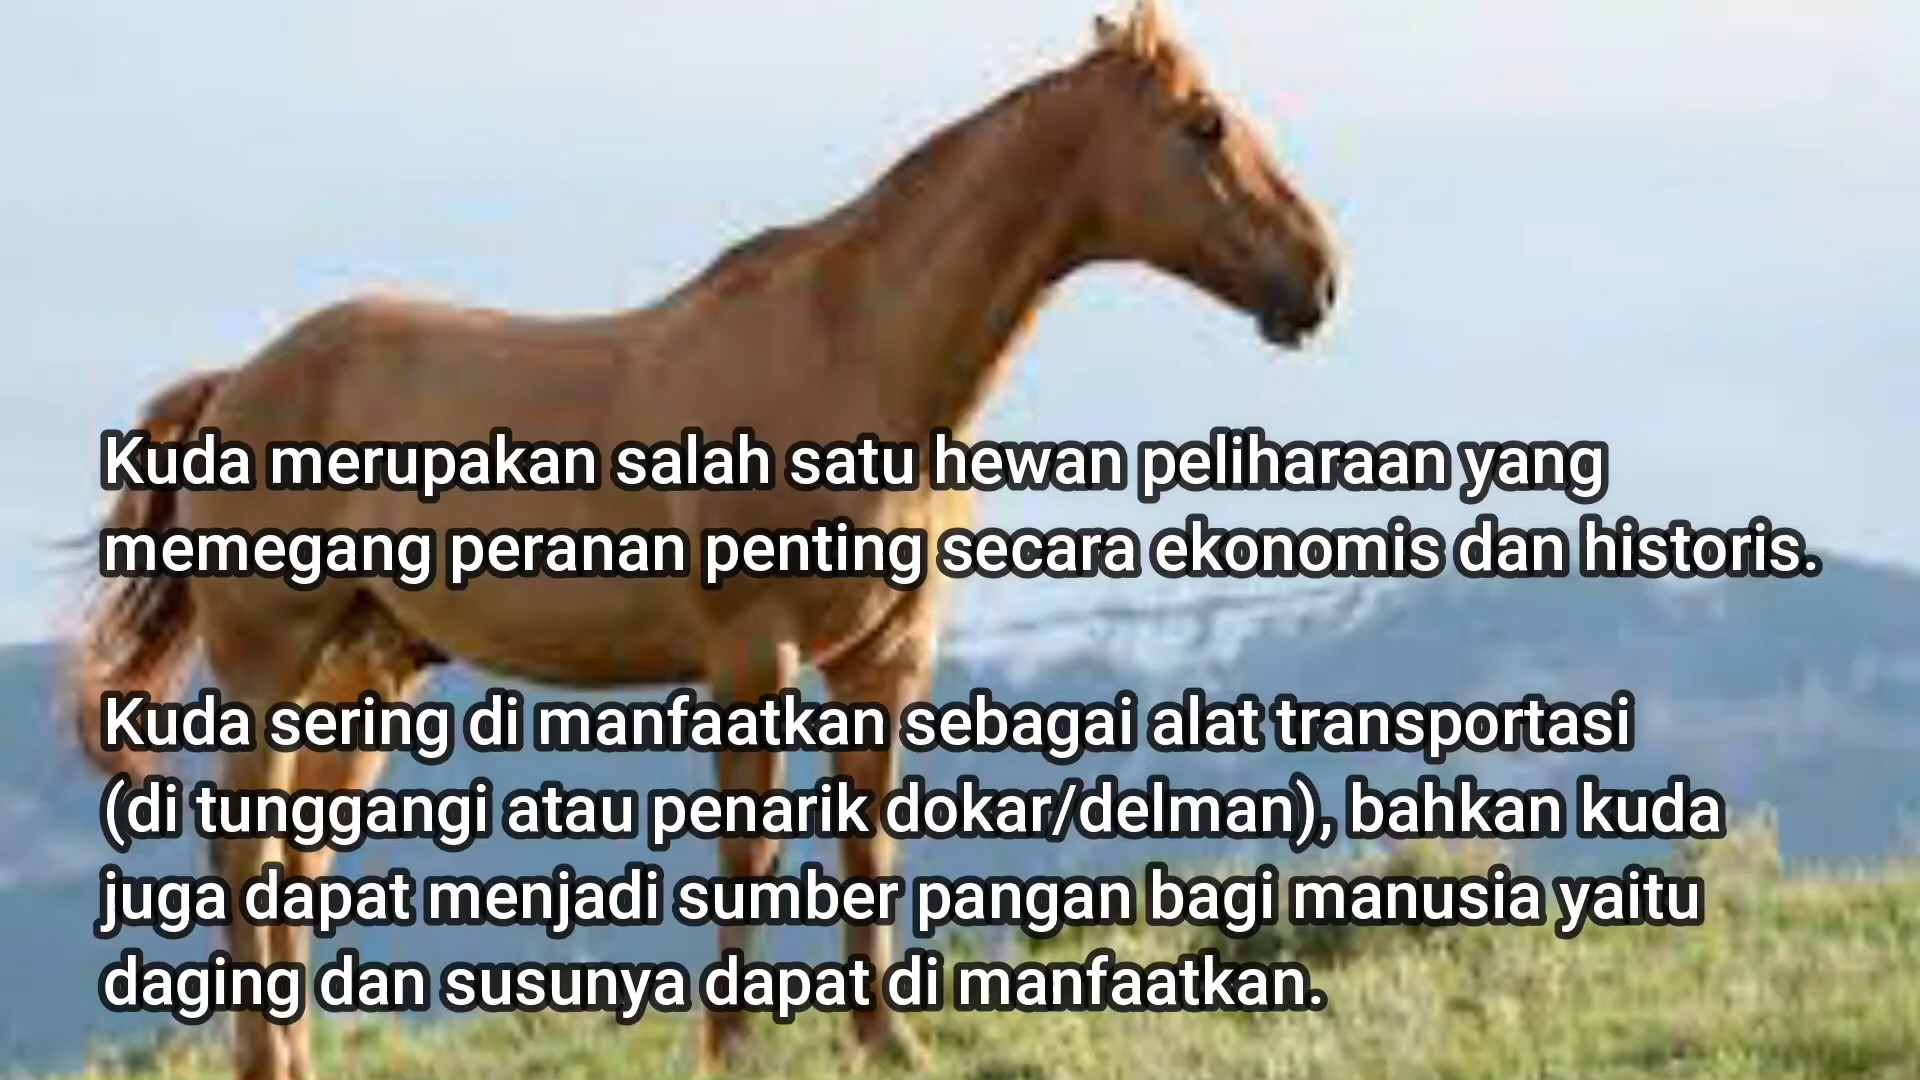 Kuda merupakan salah satu hewan peliharaan yang
memegang peranan penting secara ekonomis dan historis.
Kuda sering di manfaatkan sebagai alat transportasi
(di tunggangi atau penarik dokar/delman), bahkan kuda
juga dapat menjadi sumber pangan bagi manusia yaitu
daging dan susunya dapat di manfaatkan.